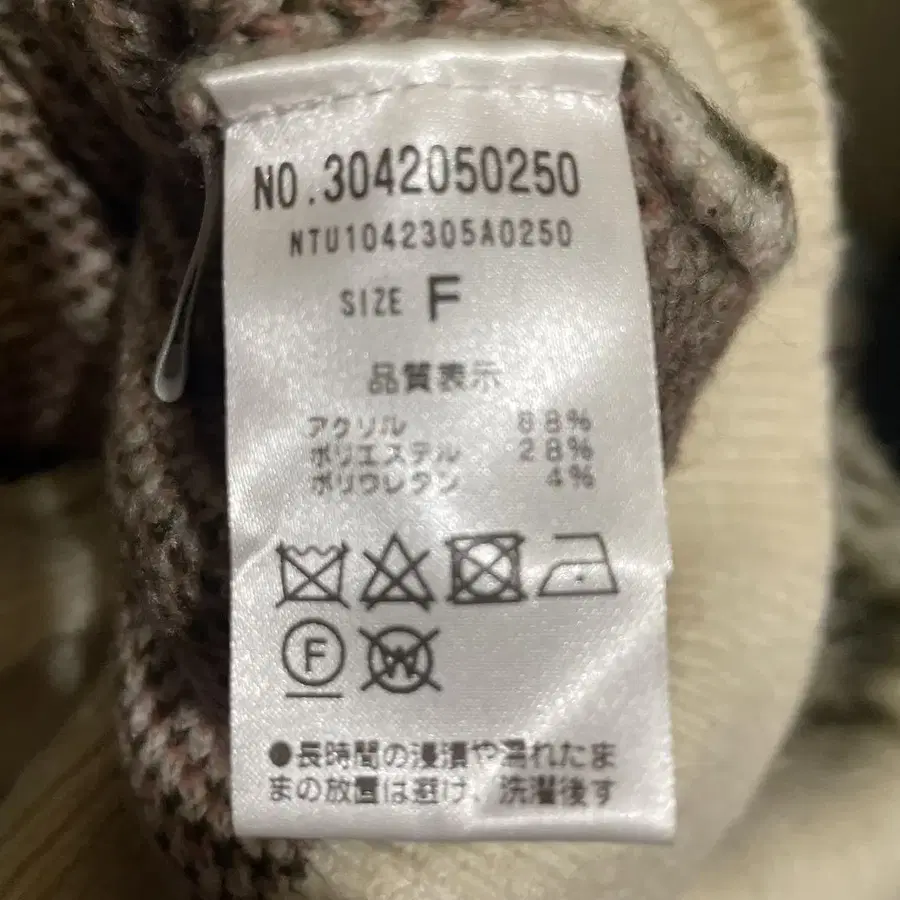 NO.3042050250
NTU1042305A0250
SIZE F
品質表示
アクリル 68%
ポリエステル 28%
ポリウレタン 4%
F W
●長時間の浸漬や濡れたま
まの放置は避け、洗濯後す